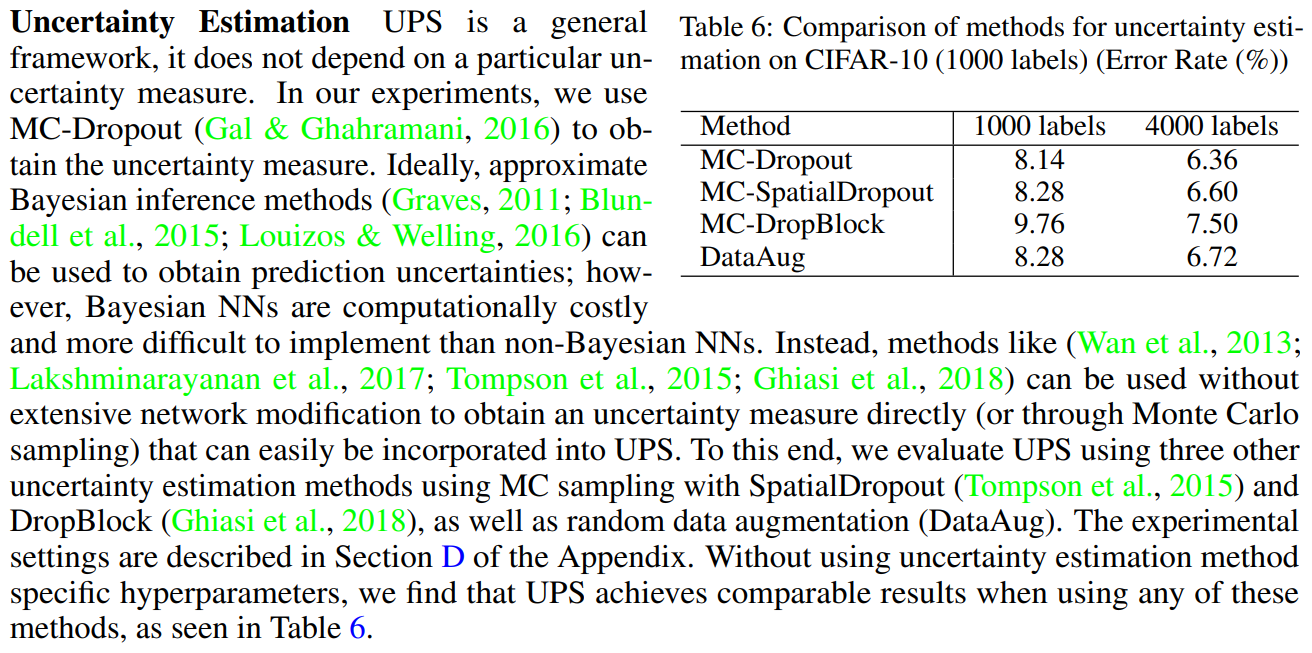 Uncertainty Estimation UPS is a general
framework, it does not depend on a particular un-
certainty measure. In our experiments, we use
MC-Dropout (Gal & Ghahramani, 2016) to ob-
tain the uncertainty measure. Ideally, approximate
Bayesian inference methods (Graves, 2011; Blun-
dell et al., 2015; Louizos & Welling, 2016) can
be used to obtain prediction uncertainties; how-
ever, Bayesian NNs are computationally costly
Table 6: Comparison of methods for uncertainty esti-
mation on CIFAR-10 (1000 labels) (Error Rate (%))
Method 1000 labels 4000 labels
MC-Dropout 8.14 6.36
MC-SpatialDropout 8.28 6.60
MC-DropBlock 9.76 7.50
DataAug 8.28 6.72
and more difficult to implement than non-Bayesian NNs. Instead, methods like (Wan et al., 2013;
Lakshminarayanan et al., 2017; Tompson et al., 2015; Ghiasi et al., 2018) can be used without
extensive network modification to obtain an uncertainty measure directly (or through Monte Carlo
sampling) that can easily be incorporated into UPS. To this end, we evaluate UPS using three other
uncertainty estimation methods using MC sampling with SpatialDropout (Tompson et al., 2015) and
DropBlock (Ghiasi et al., 2018), as well as random data augmentation (DataAug). The experimental
settings are described in Section D of the Appendix. Without using uncertainty estimation method
specific hyperparameters, we find that UPS achieves comparable results when using any of these
methods, as seen in Table 6.